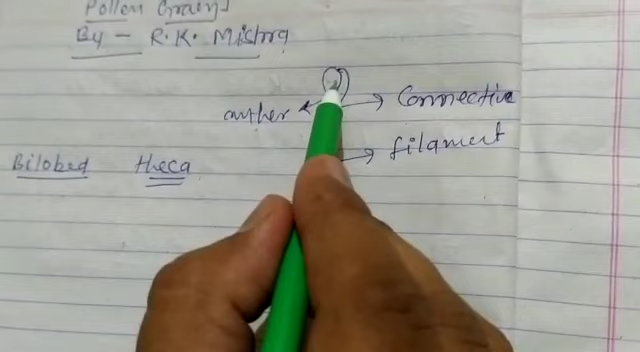 Pollen Grains
By - R.K. Mishra
anther
Connective
filament
Bilobed Theca